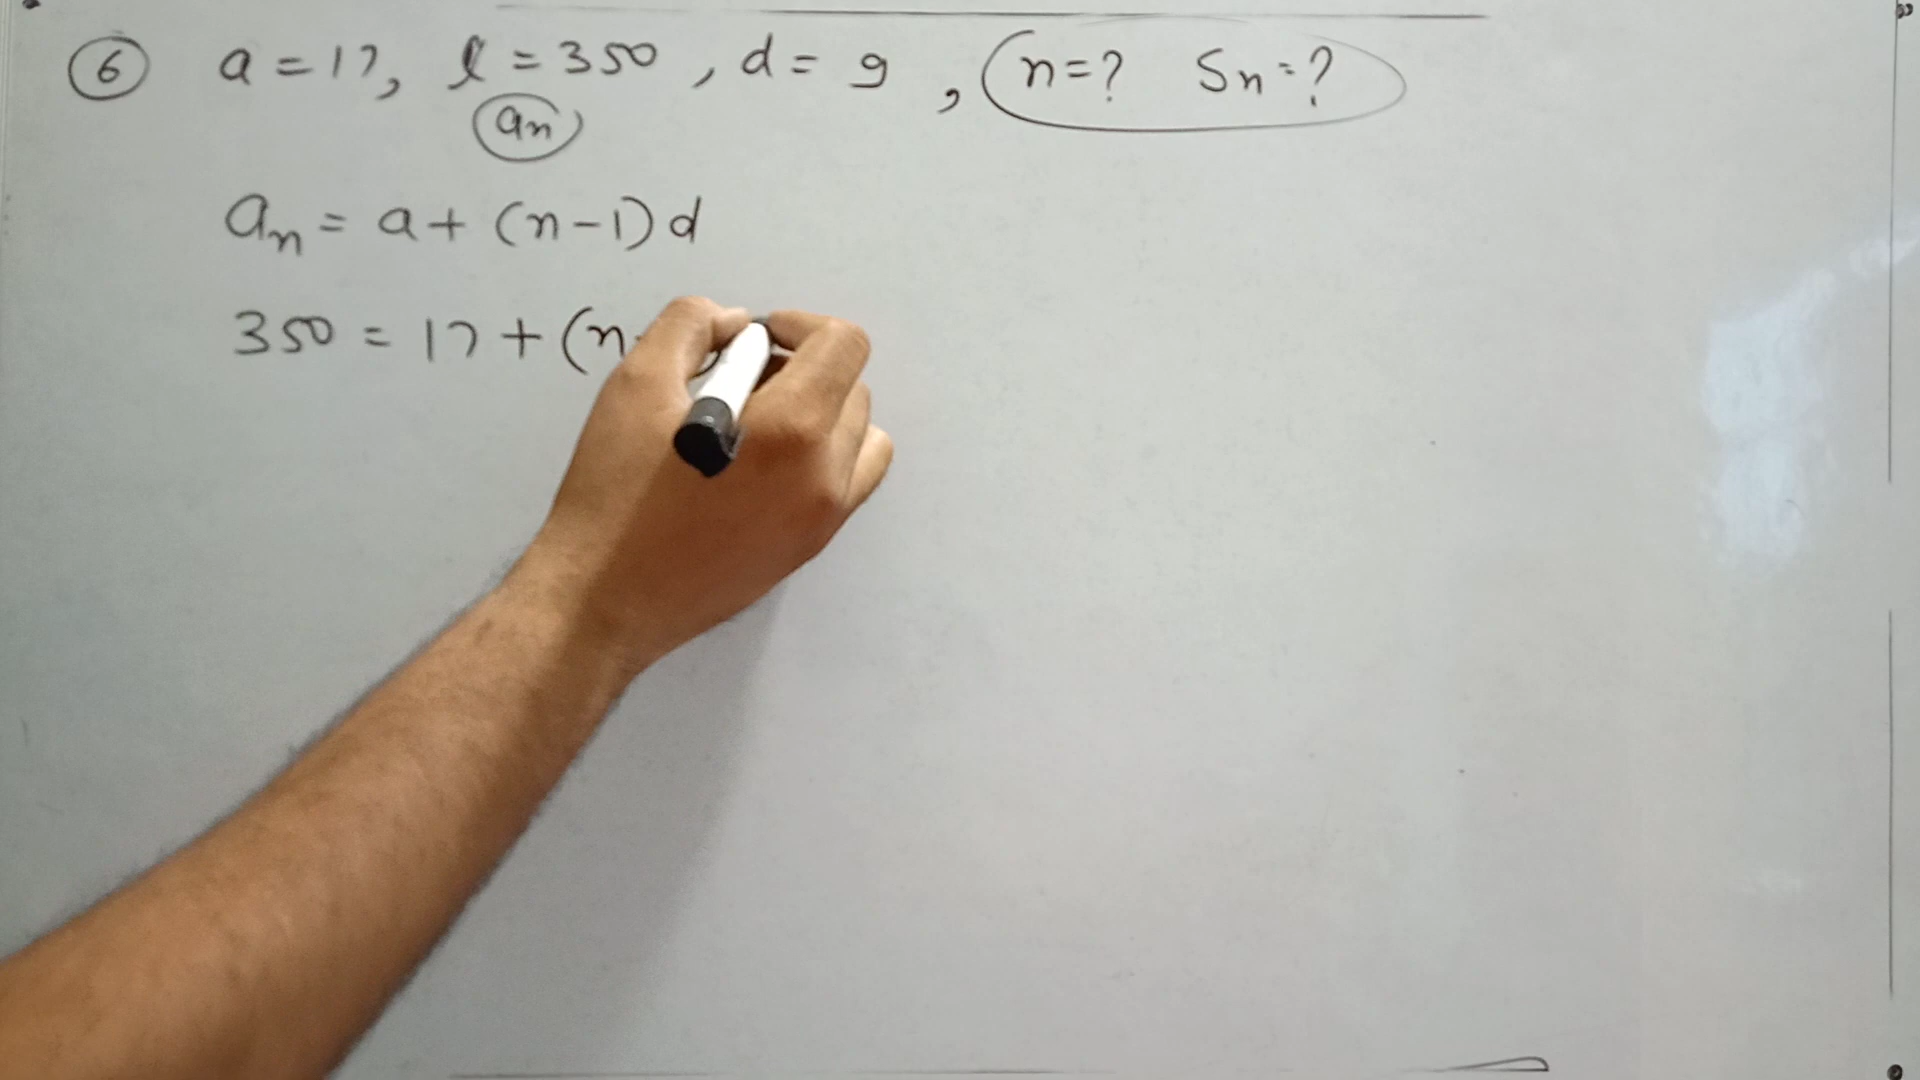 ⑥ a = 17, l = 350, d = 9, n = ? Sn = ?
an
an = a + (n - 1) d
350 = 17 + (n